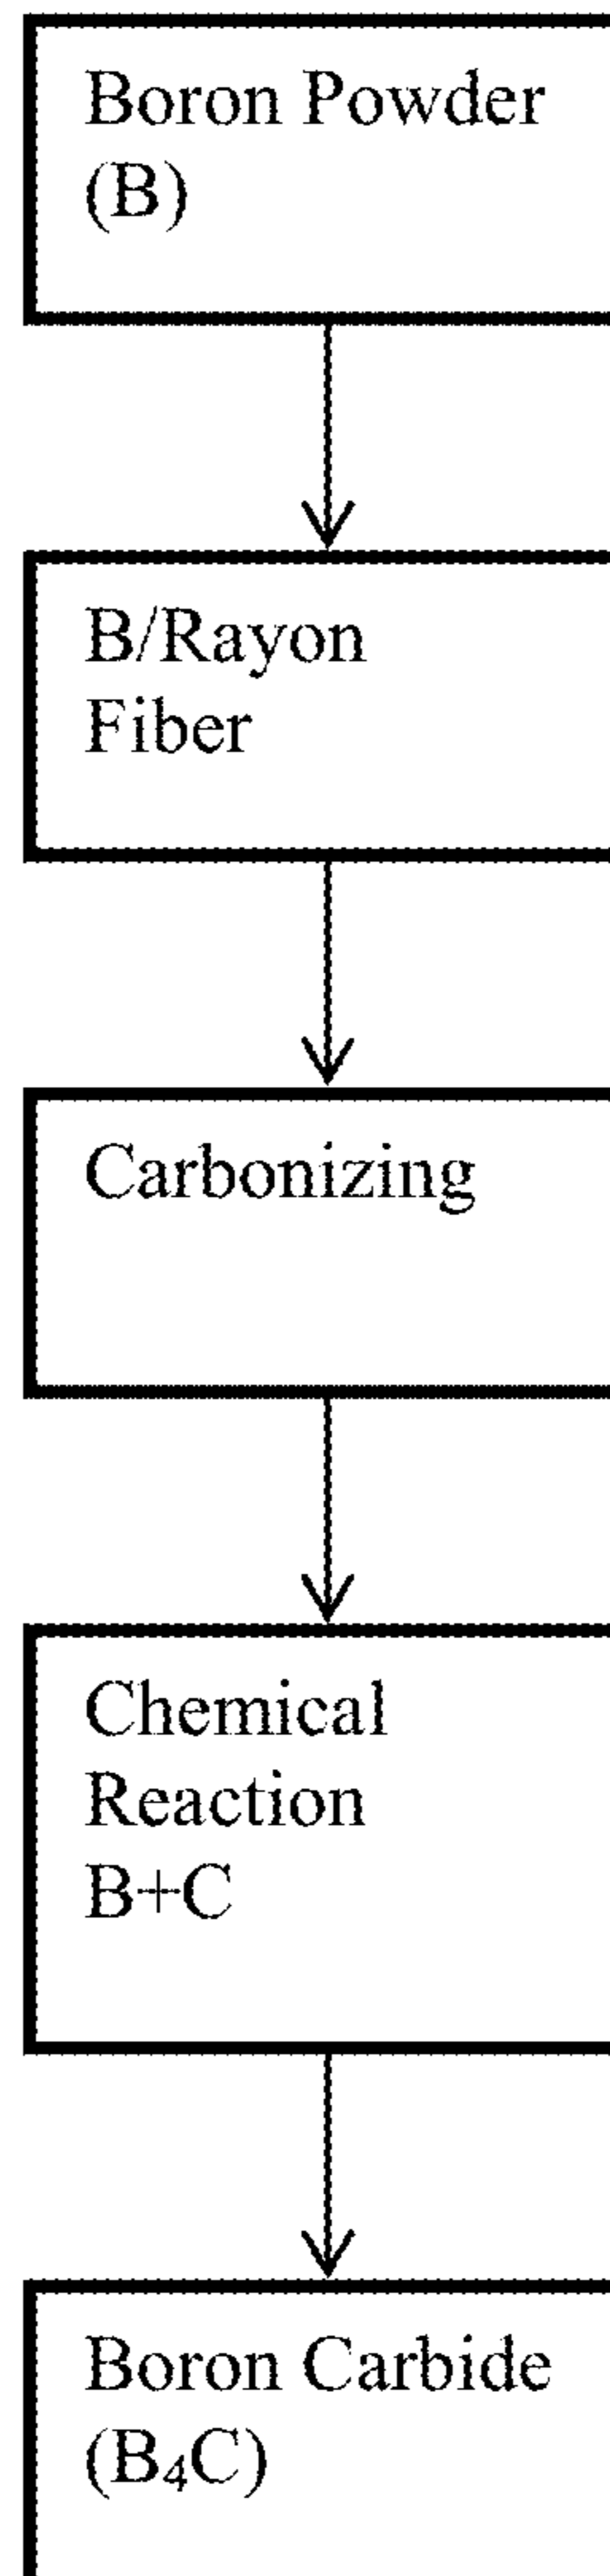 Boron Powder
(B)
B/Rayon
Fiber
Carbonizing
Chemical
Reaction
B+C
Boron Carbide
(B₄C)